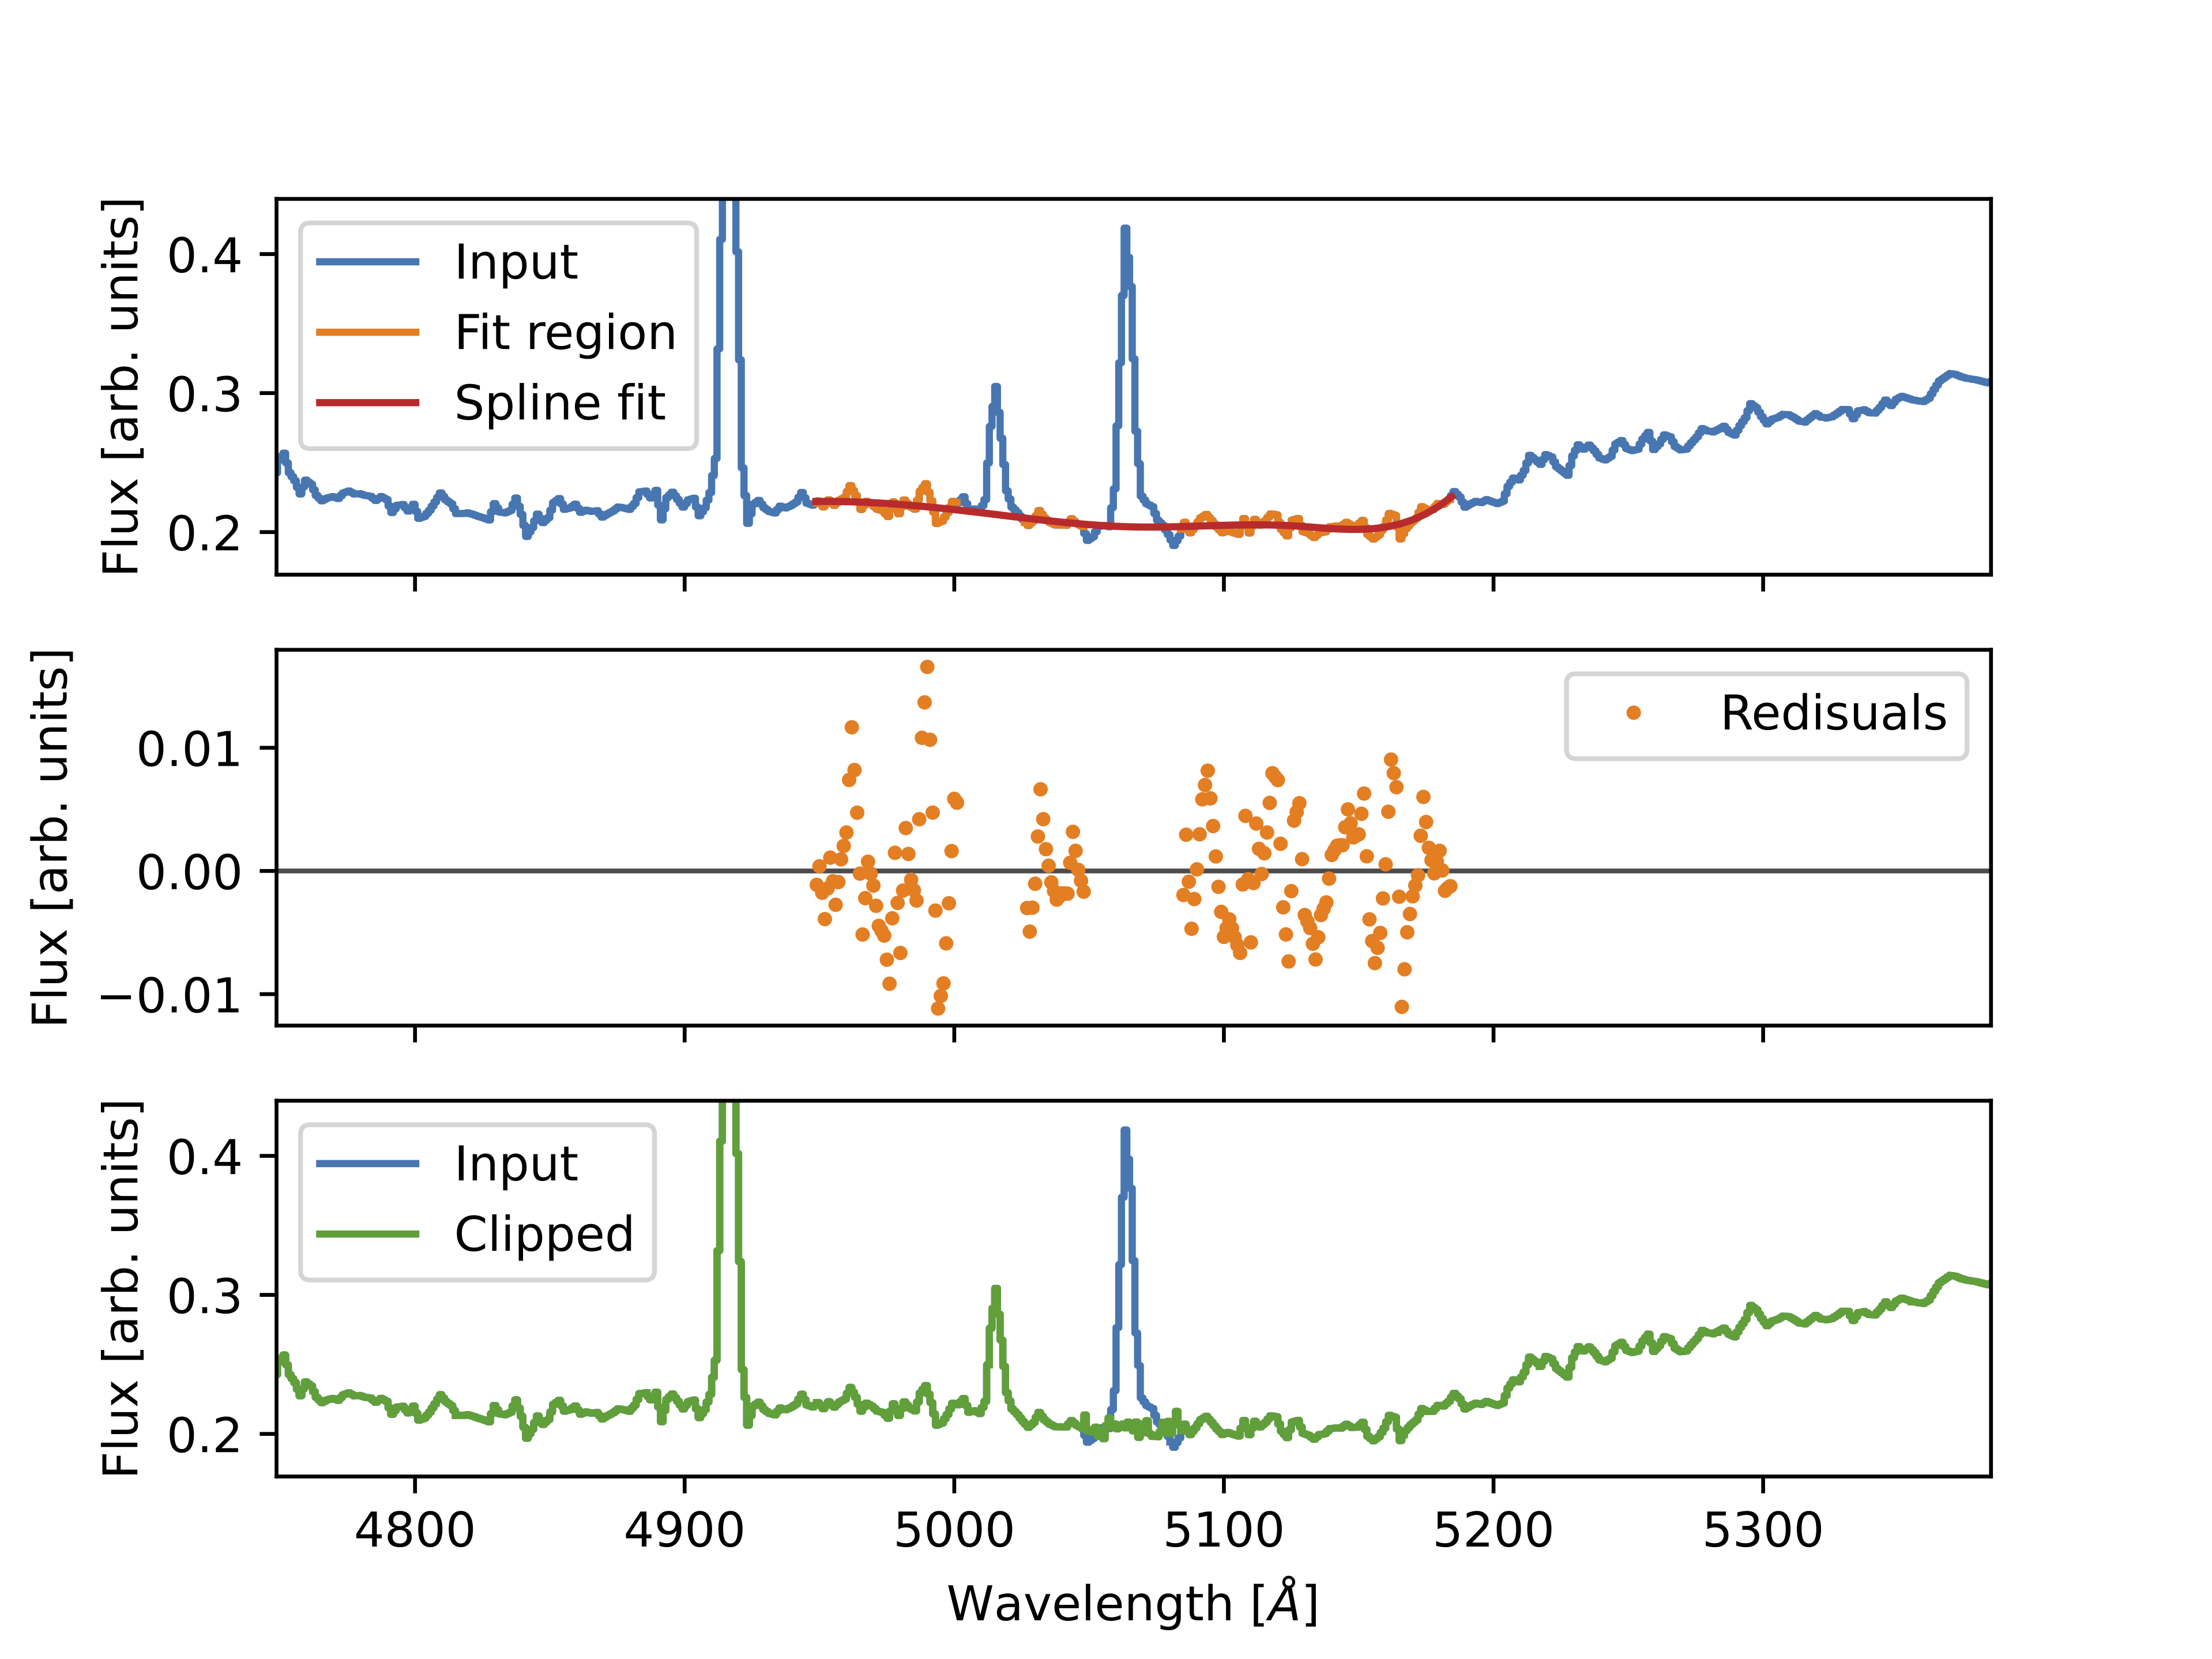 Flux [arb. units]
0.4
0.3
0.2
Input
Fit region
Spline fit
Flux [arb. units]
0.01
0.00
−0.01
Redisuals
Flux [arb. units]
0.4
0.3
0.2
Input
Clipped
4800 4900 5000 5100 5200 5300
Wavelength [Å]